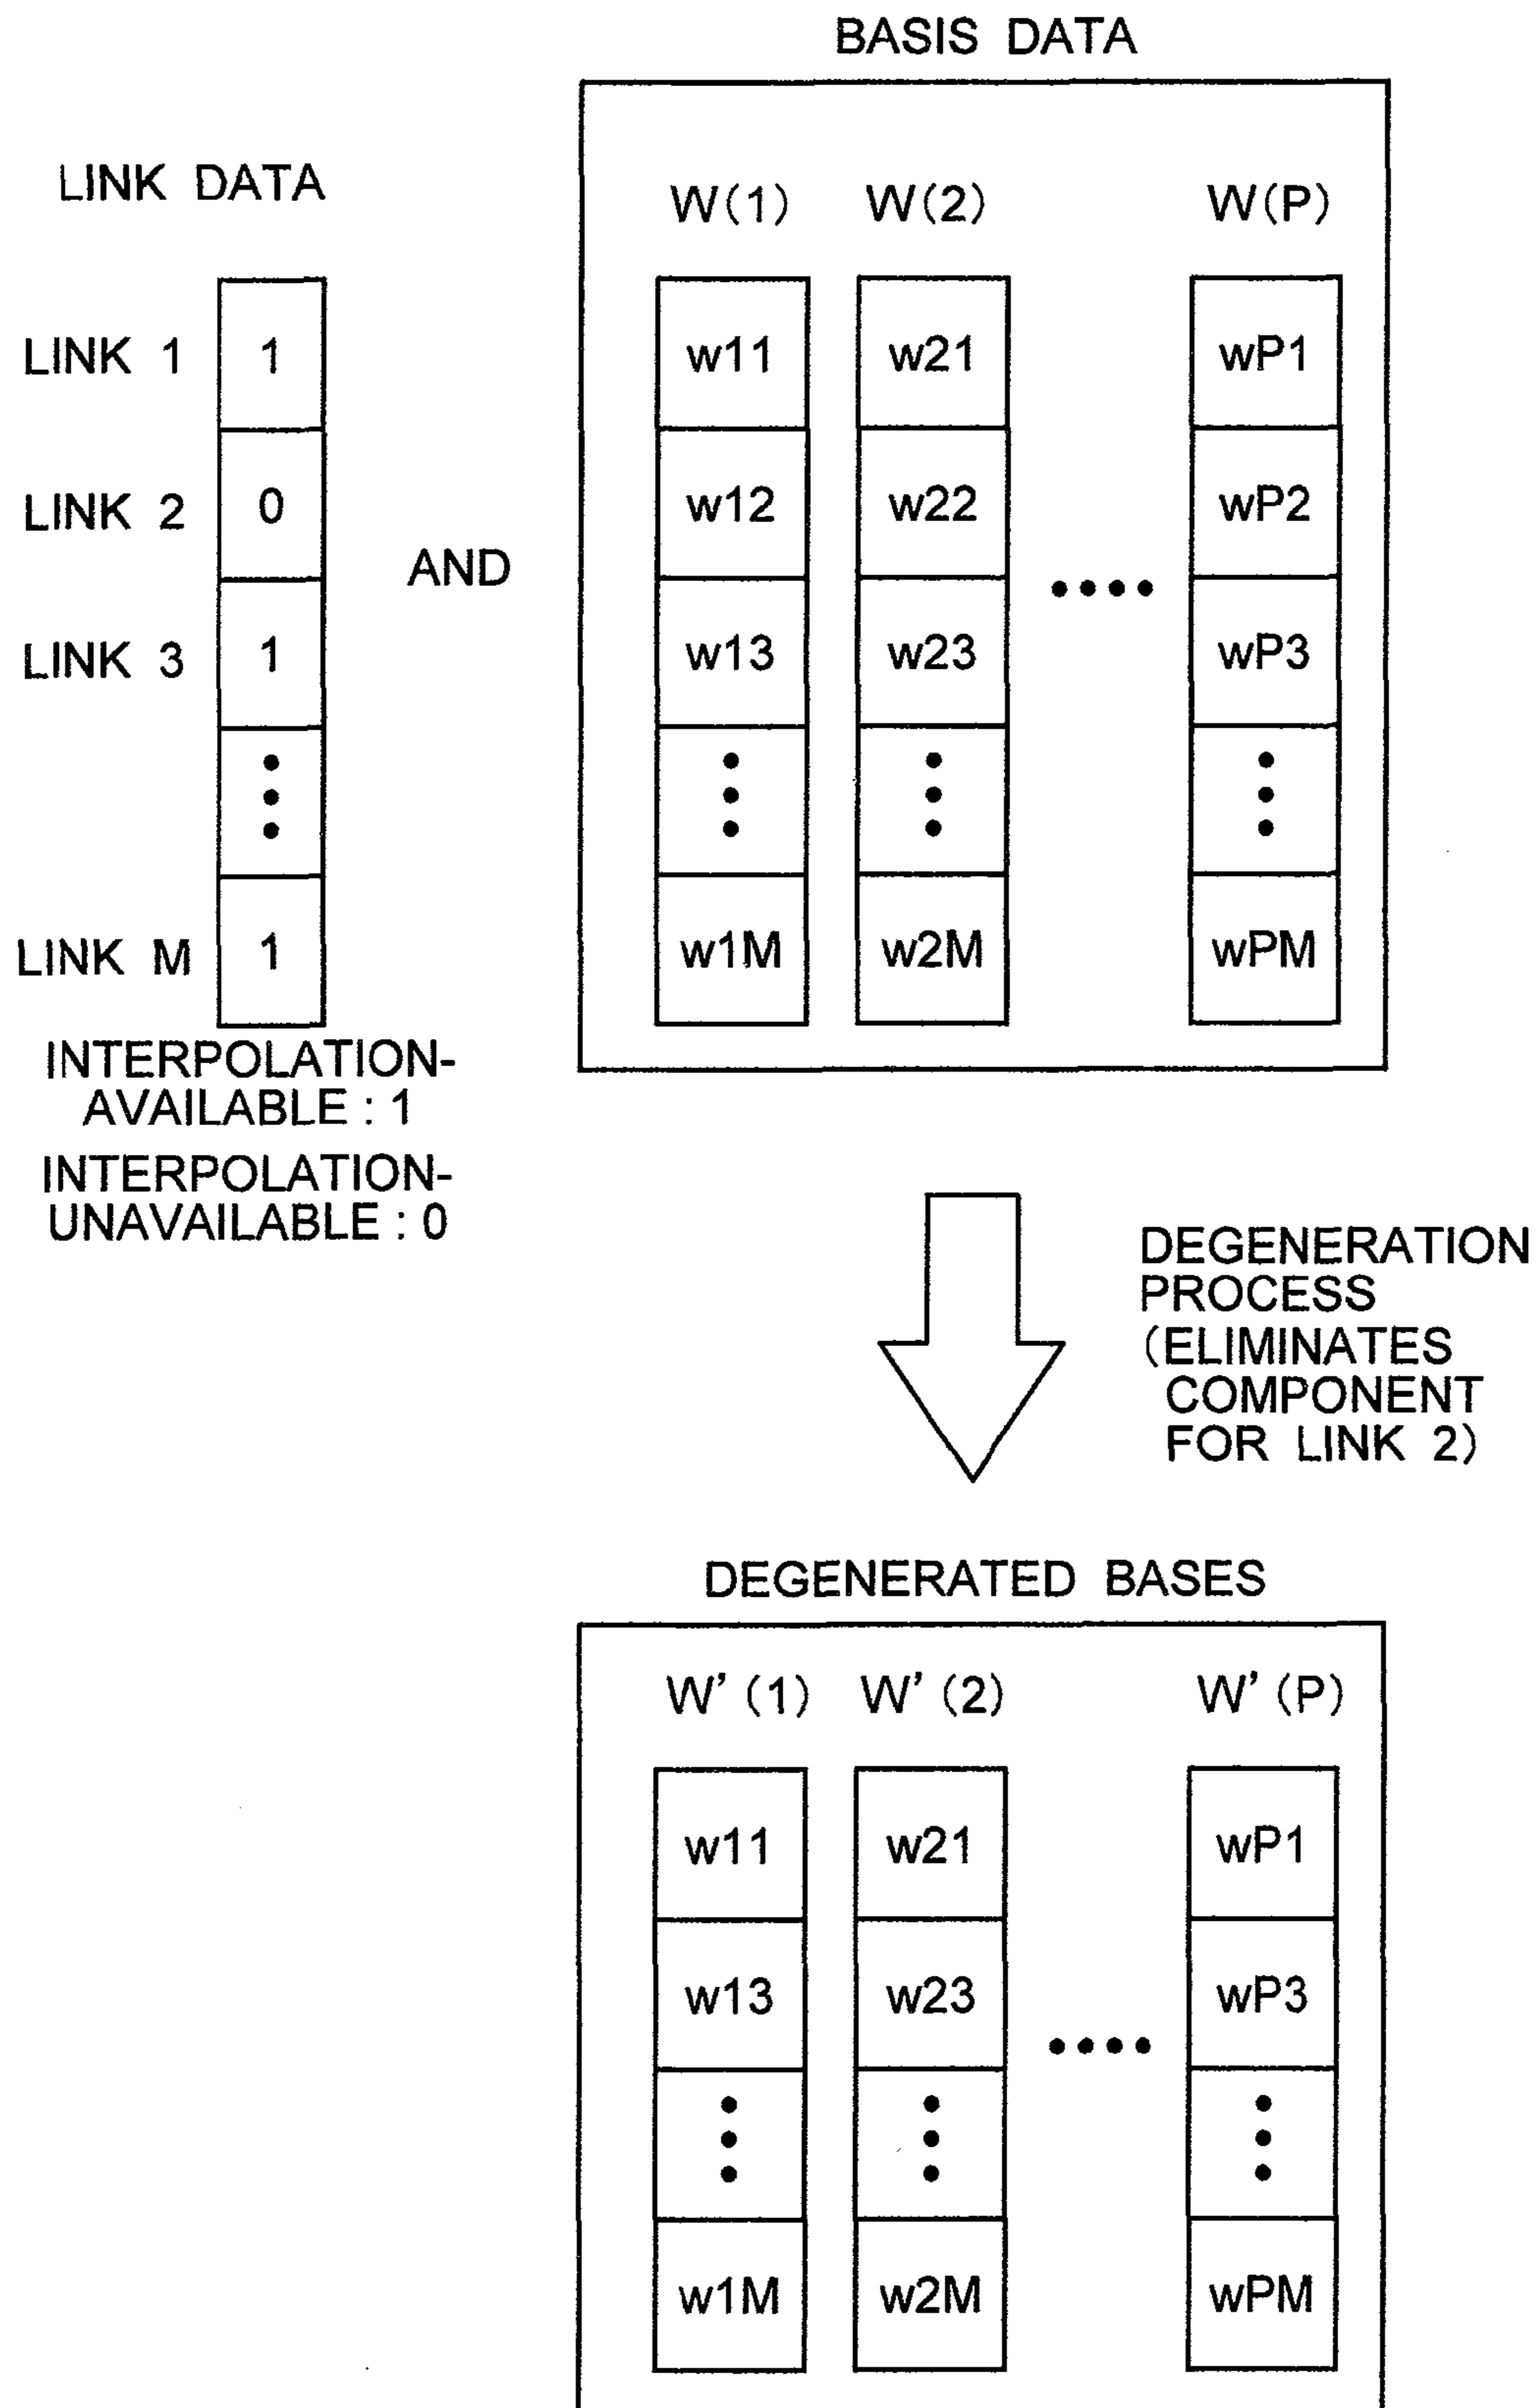 BASIS DATA
LINK DATA
W(1) W(2) W(P)
LINK 1 1 w11 w21 wP1
LINK 2 0 w12 w22 wP2
AND
LINK 3 1 w13 w23 wP3
LINK M 1 w1M w2M wPM
INTERPOLATION-
AVAILABLE : 1
INTERPOLATION-
UNAVAILABLE : 0
DEGENERATION
PROCESS
(ELIMINATES
COMPONENT
FOR LINK 2)
DEGENERATED BASES
W'(1) W'(2) W'(P)
w11 w21 wP1
w13 w23 wP3
w1M w2M wPM